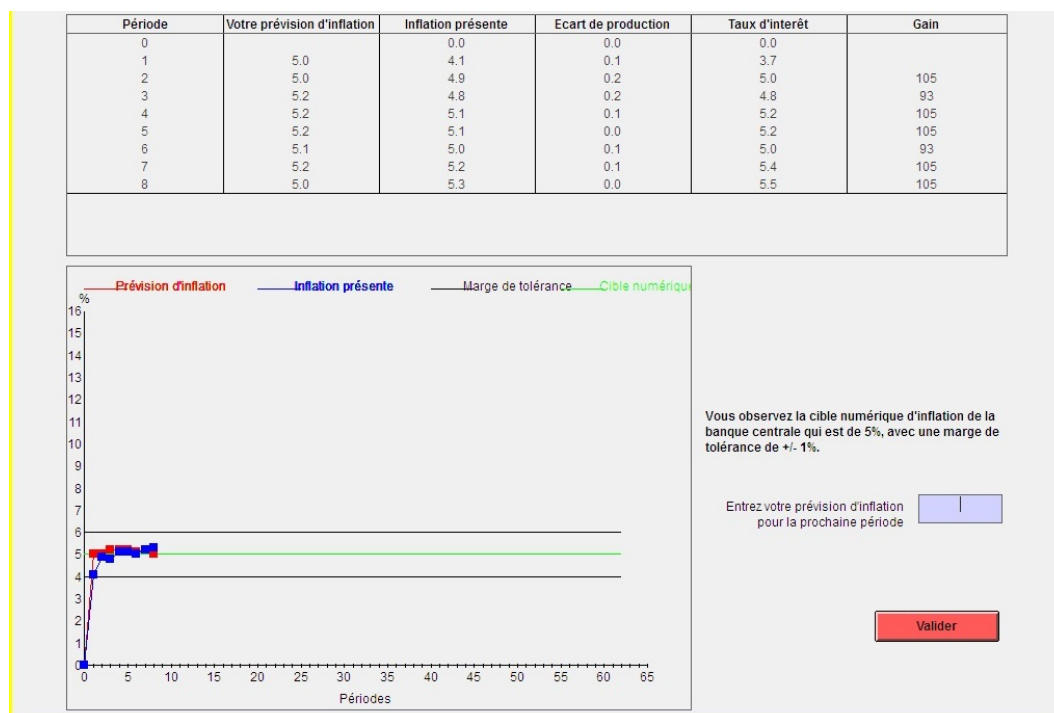 Période Votre prévision d'inflation Inflation présente Ecart de production Taux d'interêt Gain
0 0.0 0.0 0.0
1 5.0 4.1 0.1 3.7
2 5.0 4.9 0.2 5.0 105
3 5.2 4.8 0.2 4.8 93
4 5.2 5.1 0.1 5.2 105
5 5.2 5.1 0.0 5.2 105
6 5.1 5.0 0.1 5.0 93
7 5.2 5.2 0.1 5.4 105
8 5.0 5.3 0.0 5.5 105
Prévision d'inflation Inflation présente Marge de tolérance Cible numérique
%
16
15
14
13
12
11
10
9
8
7
6
5
4
3
2
1
0
0 5 10 15 20 25 30 35 40 45 50 55 60 65
Périodes
Vous observez la cible numérique d'inflation de la
banque centrale qui est de 5%, avec une marge de
tolérance de +/- 1%.
Entrez votre prévision d'inflation
pour la prochaine période
Valider